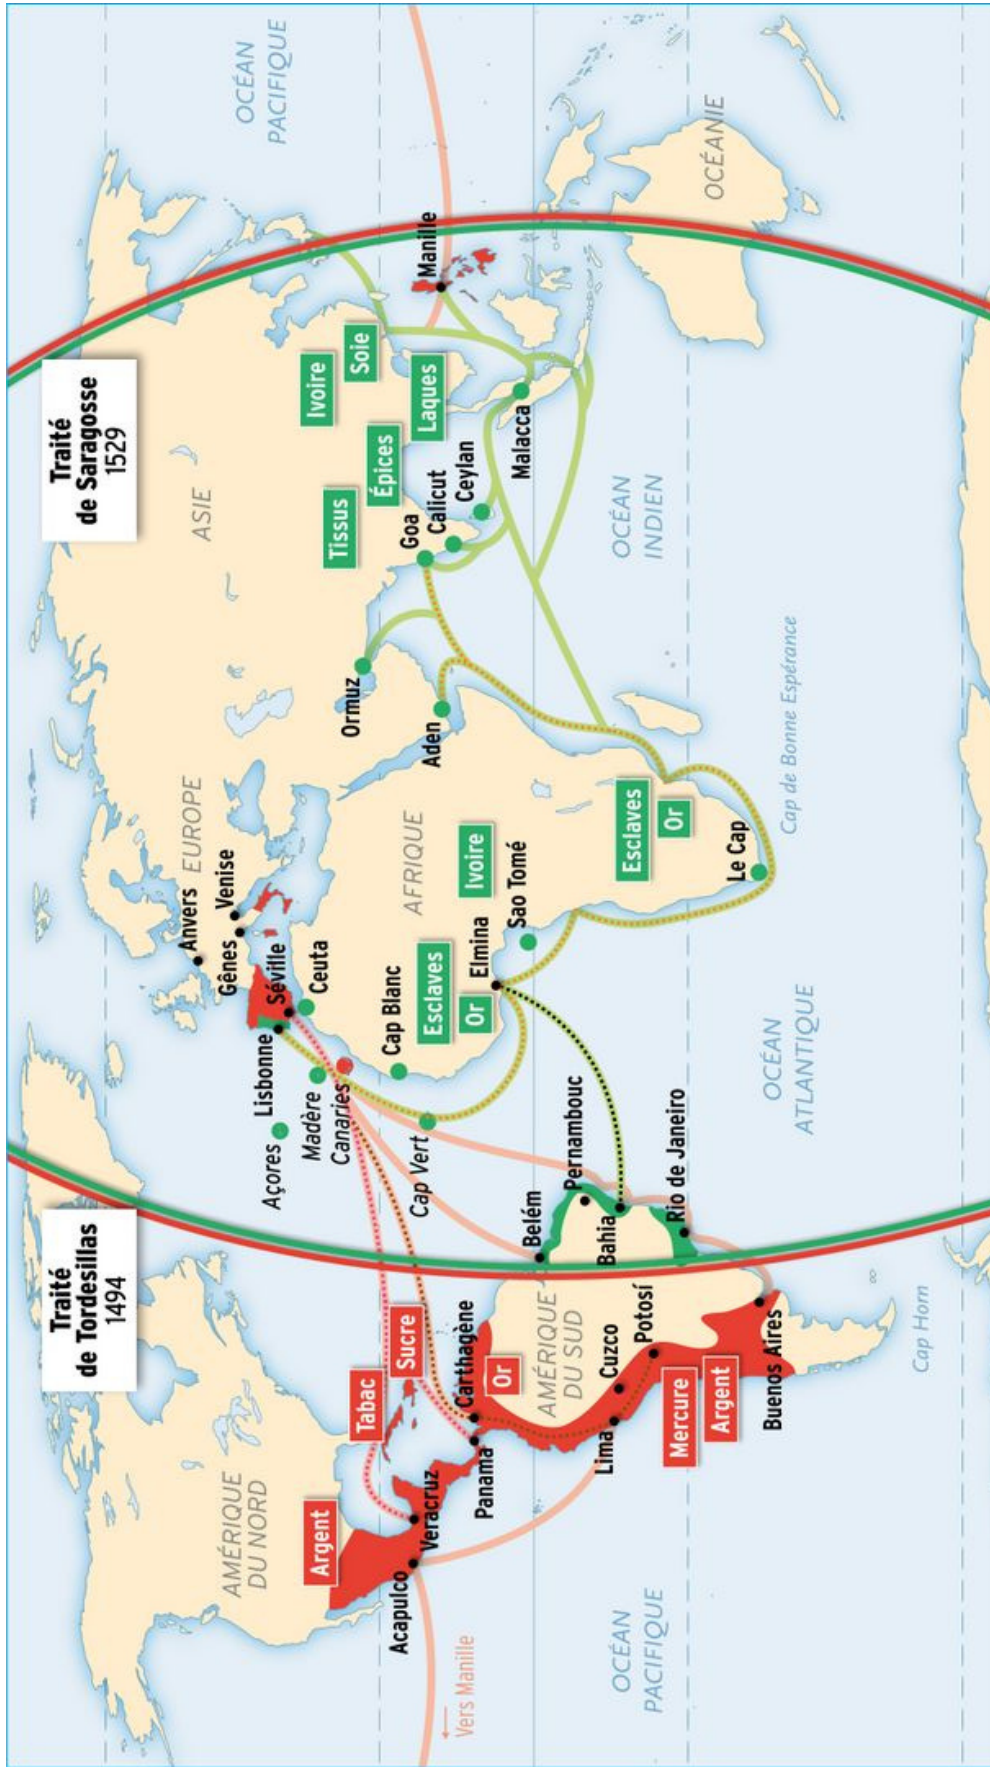 Traité
de Tordesillas
1494
Traité
de Saragosse
1529
OCÉAN
PACIFIQUE
AMÉRIQUE
DU NORD
EUROPE
ASIE
Anvers
Gênes
Venise
Lisbonne
Séville
Açores
Madère
Canaries
Ceuta
Argent
Tabac
Sucre
Acapulco
Veracruz
Panama
Carthagène
Or
Vers Manille
Cap Vert
Cap Blanc
AFRIQUE
Esclaves
Or
Ivoire
Elmina
Sao Tomé
Ormuz
Aden
Tissus
Épices
Ivoire
Soie
Laques
Goa
Calicut
Ceylan
Malacca
Manille
AMÉRIQUE
DU SUD
Belém
Pernambouc
Bahia
Rio de Janeiro
Lima
Cuzco
Potosí
Mercure
Argent
Buenos Aires
OCÉAN
PACIFIQUE
OCÉAN
ATLANTIQUE
Esclaves
Or
Le Cap
Cap de Bonne Espérance
OCÉAN
INDIEN
OCÉANIE
Cap Horn